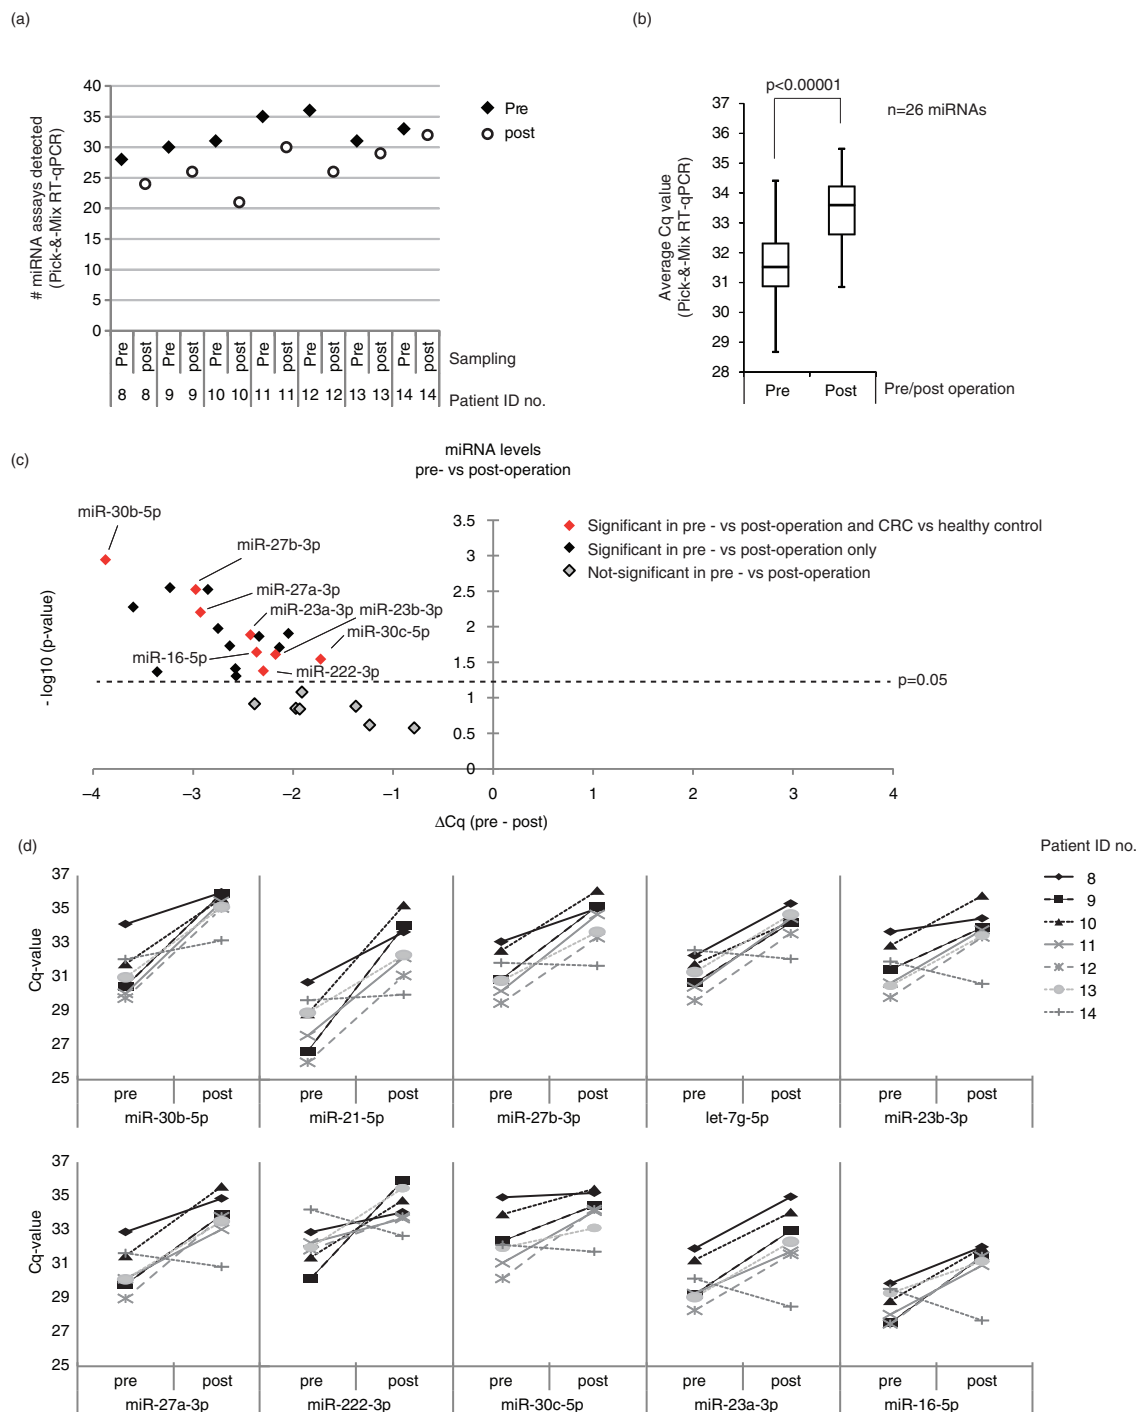 (a)
# miRNA assays detected
(Pick-&-Mix RT-qPCR)
40
35
30
25
20
15
10
5
0
Pre
post
Pre post Pre post Pre post Pre post Pre post Pre post Pre post
Sampling
8 8 9 9 10 10 11 11 12 12 13 13 14 14
Patient ID no.
(b)
p<0.00001
n=26 miRNAs
Average Cq value
(Pick-&-Mix RT-qPCR)
37
36
35
34
33
32
31
30
29
28
Pre Post
Pre/post operation
(c)
miRNA levels
pre- vs post-operation
miR-30b-5p
miR-27b-3p
miR-27a-3p
miR-23a-3p
miR-23b-3p
miR-30c-5p
miR-16-5p
miR-222-3p
Significant in pre - vs post-operation and CRC vs healthy control
Significant in pre - vs post-operation only
Not-significant in pre - vs post-operation
- log10 (p-value)
3.5
3
2.5
2
1.5
1
0.5
0
p=0.05
–4 –3 –2 –1 0 1 2 3 4
ΔCq (pre - post)
(d)
Patient ID no.
8
9
10
11
12
13
14
Cq-value
37
35
33
31
29
27
25
pre post pre post pre post pre post pre post
miR-30b-5p miR-21-5p miR-27b-3p let-7g-5p miR-23b-3p
Cq-value
37
35
33
31
29
27
25
pre post pre post pre post pre post pre post
miR-27a-3p miR-222-3p miR-30c-5p miR-23a-3p miR-16-5p